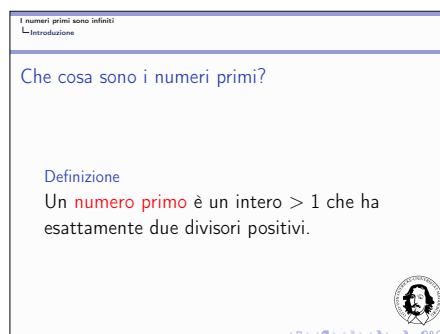 I numeri primi sono infiniti
Introduzione
Che cosa sono i numeri primi?
Definizione
Un numero primo è un intero > 1 che ha
esattamente due divisori positivi.